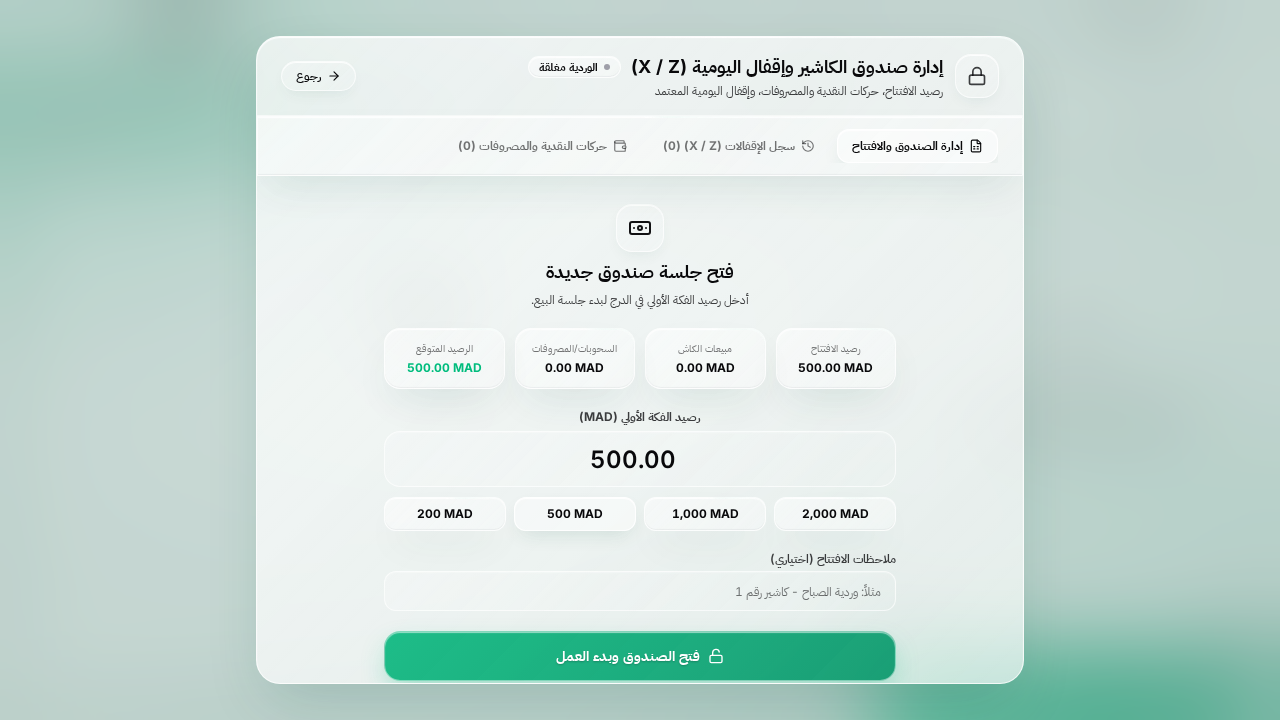 إدارة صندوق الكاشير وإقفال اليومية (X / Z)
الوردية مغلقة
رصيد الافتتاح، حركات النقدية والمصروفات، وإقفال اليومية المعتمد
رجوع
إدارة الصندوق والافتتاح
سجل الإقفالات (X / Z) (0)
حركات النقدية والمصروفات (0)
فتح جلسة صندوق جديدة
أدخل رصيد الفكة الأولي في الدرج لبدء جلسة البيع.
رصيد الافتتاح
500.00 MAD
مبيعات الكاش
0.00 MAD
السحوبات/المصروفات
0.00 MAD
الرصيد المتوقع
500.00 MAD
رصيد الفكة الأولي (MAD)
500.00
2,000 MAD
1,000 MAD
500 MAD
200 MAD
ملاحظات الافتتاح (اختياري)
مثلاً: وردية الصباح - كاشير رقم 1
فتح الصندوق وبدء العمل